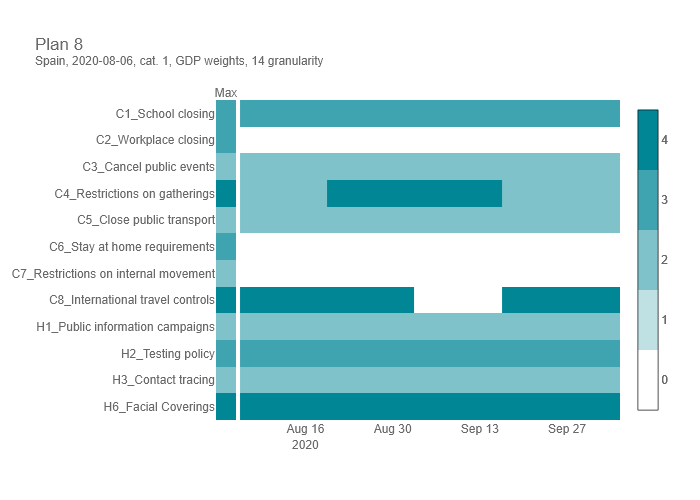 Plan 8
Spain, 2020-08-06, cat. 1, GDP weights, 14 granularity
Max
C1_School closing
C2_Workplace closing
C3_Cancel public events
C4_Restrictions on gatherings
C5_Close public transport
C6_Stay at home requirements
C7_Restrictions on internal movement
C8_International travel controls
H1_Public information campaigns
H2_Testing policy
H3_Contact tracing
H6_Facial Coverings
Aug 16 Aug 30 Sep 13 Sep 27
2020
4
3
2
1
0